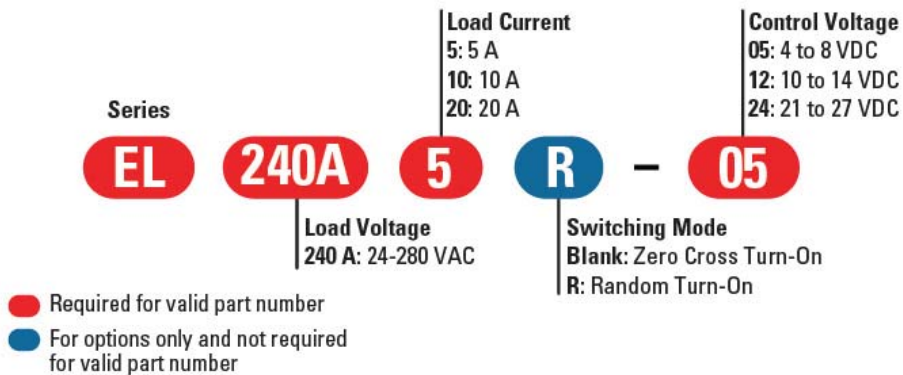 Load Current
5: 5 A
10: 10 A
20: 20 A
Control Voltage
05: 4 to 8 VDC
12: 10 to 14 VDC
24: 21 to 27 VDC
Series
EL 240A 5 R – 05
Load Voltage
240 A: 24-280 VAC
Switching Mode
Blank: Zero Cross Turn-On
R: Random Turn-On
Required for valid part number
For options only and not required
for valid part number